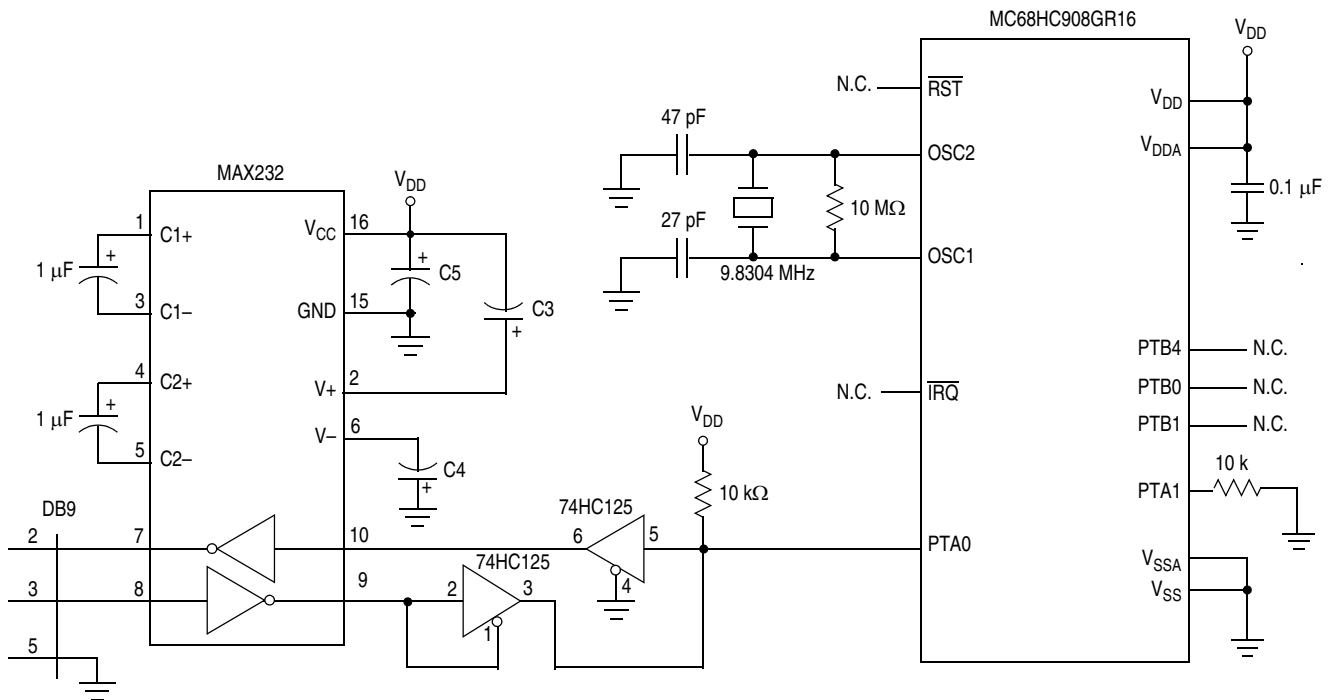 MC68HC908GR16
VDD
N.C.
RST
VDD
47 pF
OSC2
VDDA
MAX232
VDD
10 MΩ
0.1 µF
1
C1+
VCC
16
27 pF
OSC1
1 µF
+
+
C5
9.8304 MHz
3
C1–
GND
15
C3
+
PTB4
N.C.
4
C2+
V+
2
N.C.
IRQ
PTB0
N.C.
1 µF
+
VDD
PTB1
N.C.
V–
6
5
C2–
C4
+
10 kΩ
10 k
PTA1
DB9
74HC125
2
7
10
6
5
PTA0
74HC125
4
VSSA
3
8
9
2
3
VSS
1
5